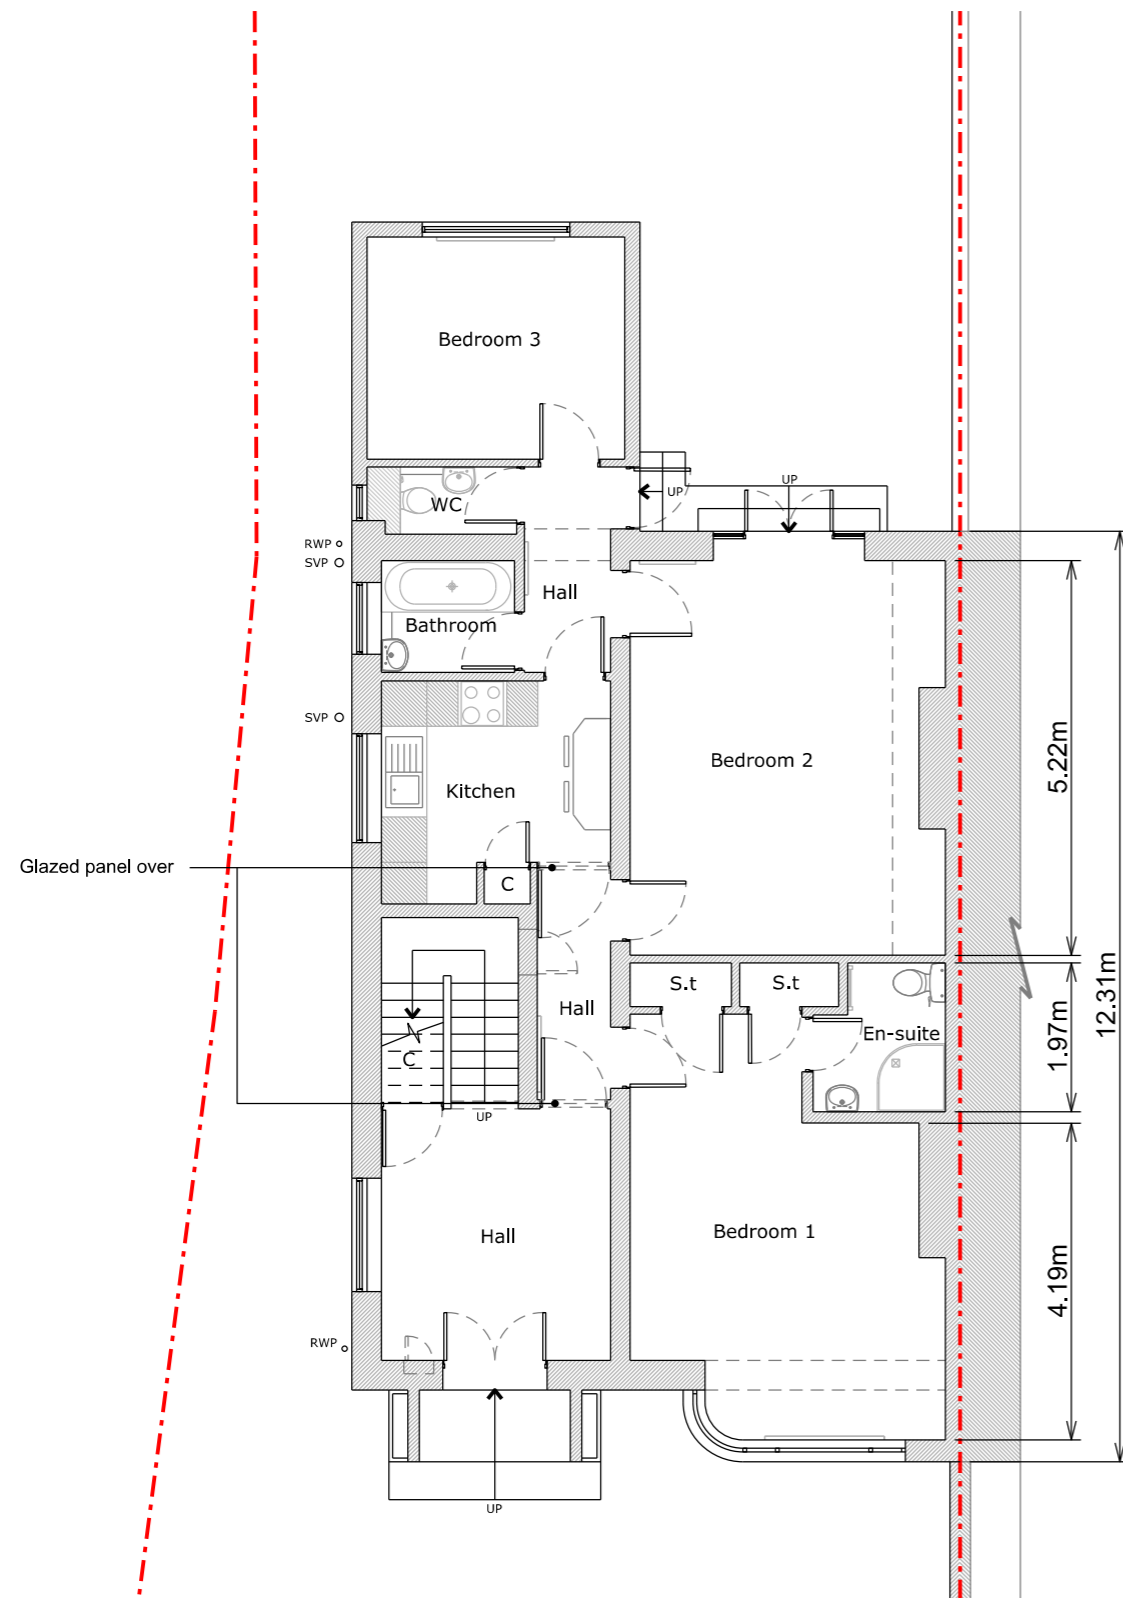 Bedroom 3
WC
UP
UP
RWP
SVP
Hall
Bathroom
SVP
Bedroom 2
5.22m
Kitchen
Glazed panel over
C
S.t
S.t
Hall
En-suite
1.97m
12.31m
C
UP
Hall
Bedroom 1
4.19m
RWP
UP